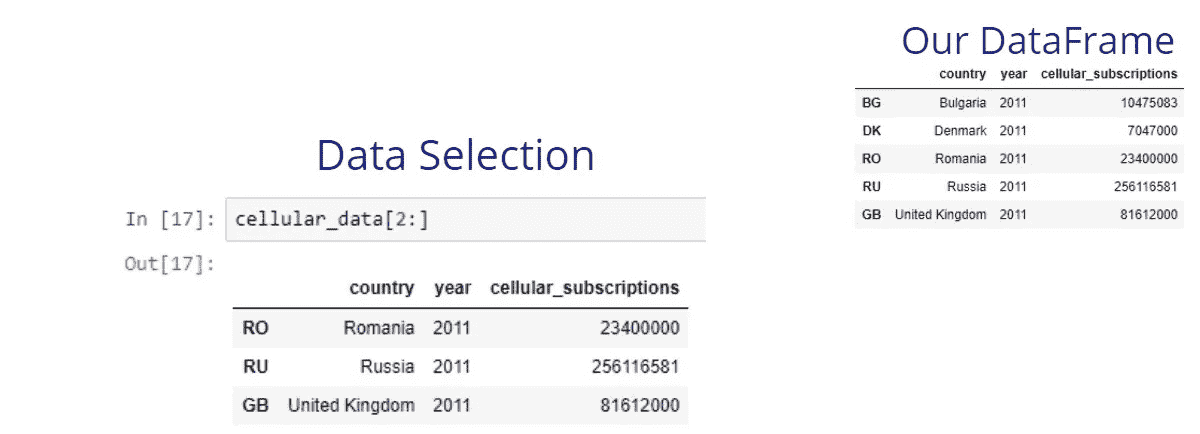 Our DataFrame
country year cellular_subscriptions
BG Bulgaria 2011 10475083
DK Denmark 2011 7047000
RO Romania 2011 23400000
RU Russia 2011 256116581
GB United Kingdom 2011 81612000
Data Selection
In [17]: cellular_data[2:]
Out[17]:
country year cellular_subscriptions
RO Romania 2011 23400000
RU Russia 2011 256116581
GB United Kingdom 2011 81612000